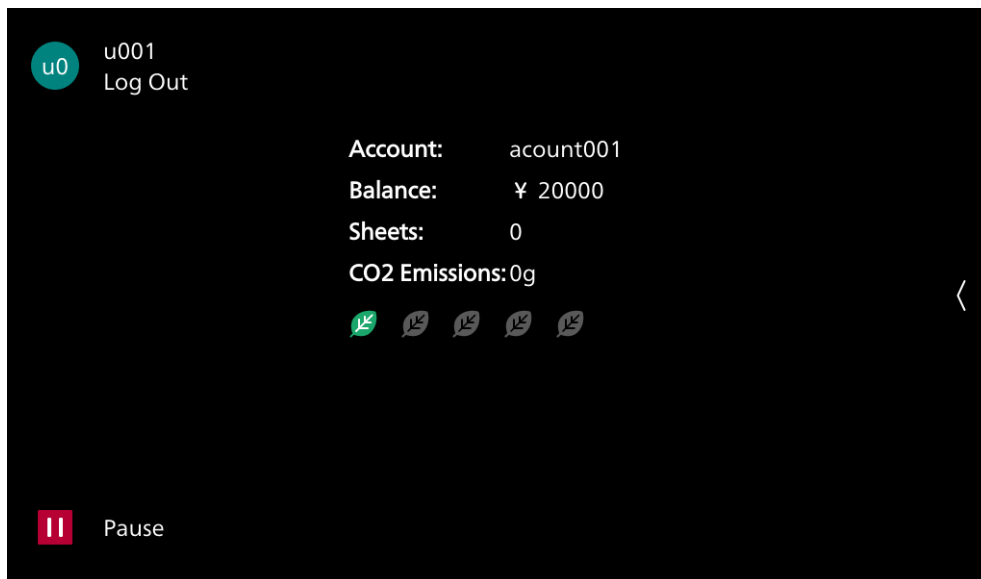 u0
u001
Log Out
Account: acount001
Balance: ¥ 20000
Sheets: 0
CO2 Emissions: 0g
Pause